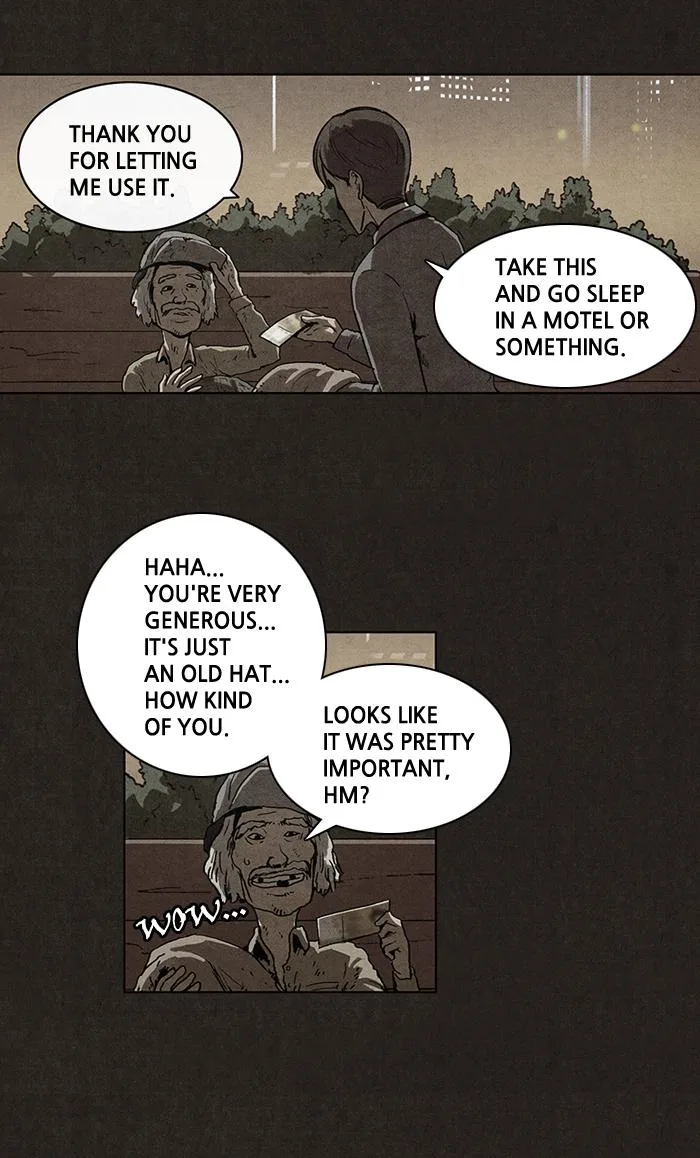 THANK YOU
FOR LETTING
ME USE IT.
TAKE THIS
AND GO SLEEP
IN A MOTEL OR
SOMETHING.
HAHA...
YOU'RE VERY
GENEROUS...
IT'S JUST
AN OLD HAT...
HOW KIND
OF YOU.
LOOKS LIKE
IT WAS PRETTY
IMPORTANT,
HM?
WOW...